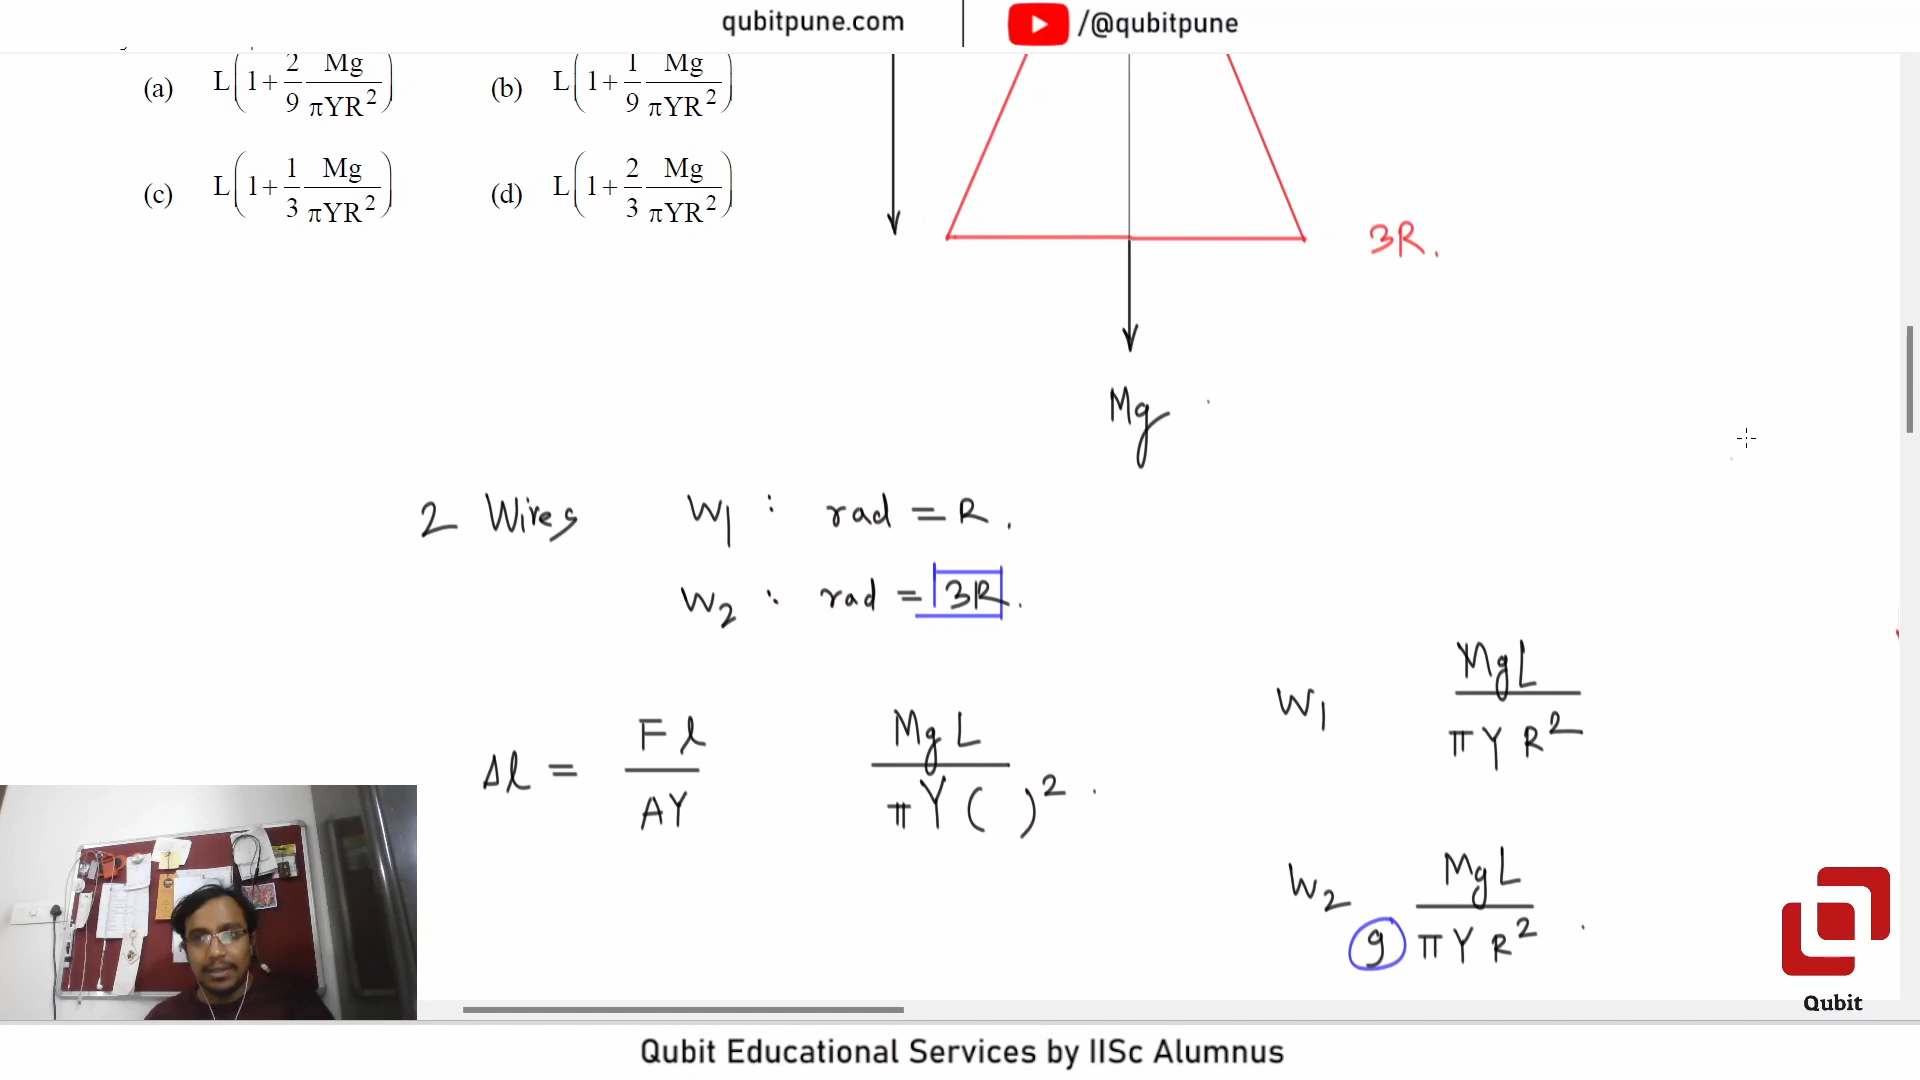 qubitpune.com | /@qubitpune
(a) L(1+ 2/9 Mg/πYR²) (b) L(1+ 1/9 Mg/πYR²)
(c) L(1+ 1/3 Mg/πYR²) (d) L(1+ 2/3 Mg/πYR²)
3R.
Mg
2 Wires W₁ : rad = R.
W₂ : rad = 3R.
W₁ MgL/πYR²
Δl = Fl/AY MgL/πY( )².
W₂ MgL/9πYR².
Qubit
Qubit Educational Services by IISc Alumnus